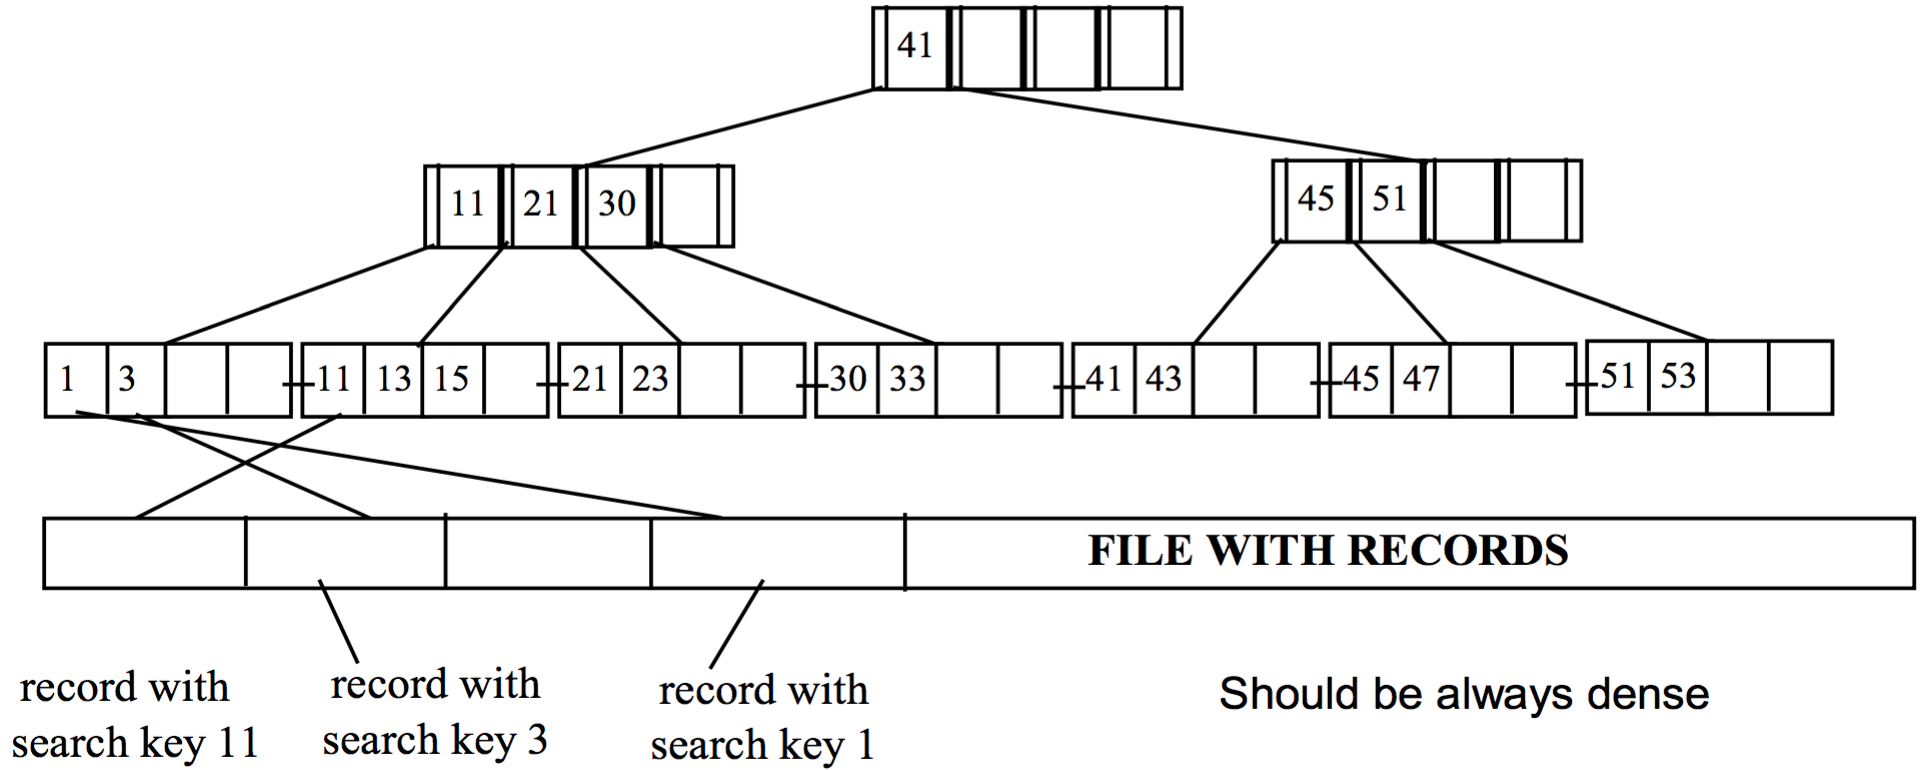 41
11 21 30
45 51
1 3 11 13 15 21 23 30 33 41 43 45 47 51 53
FILE WITH RECORDS
record with
search key 11
record with
search key 3
record with
search key 1
Should be always dense